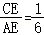 CE/AE = 1/6